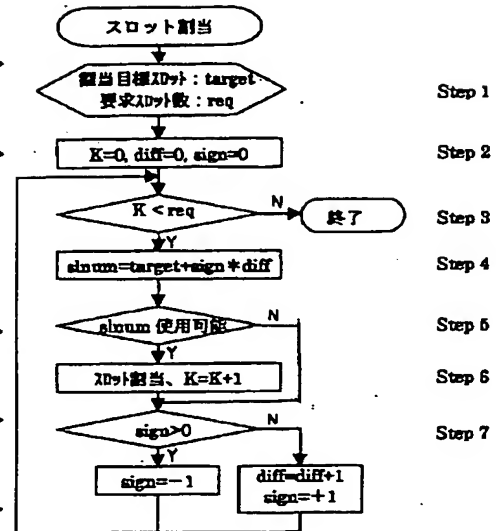 スロット割当
割当目標スロット：target
要求スロット数：req
Step 1
K=0, diff=0, sign=0
Step 2
K < req
N
終了
Step 3
Y
slnum=target+sign*diff
Step 4
slnum 使用可能
N
Step 5
Y
スロット割当、K=K+1
Step 6
sign>0
N
Step 7
Y
sign=-1
diff=diff+1
sign=+1